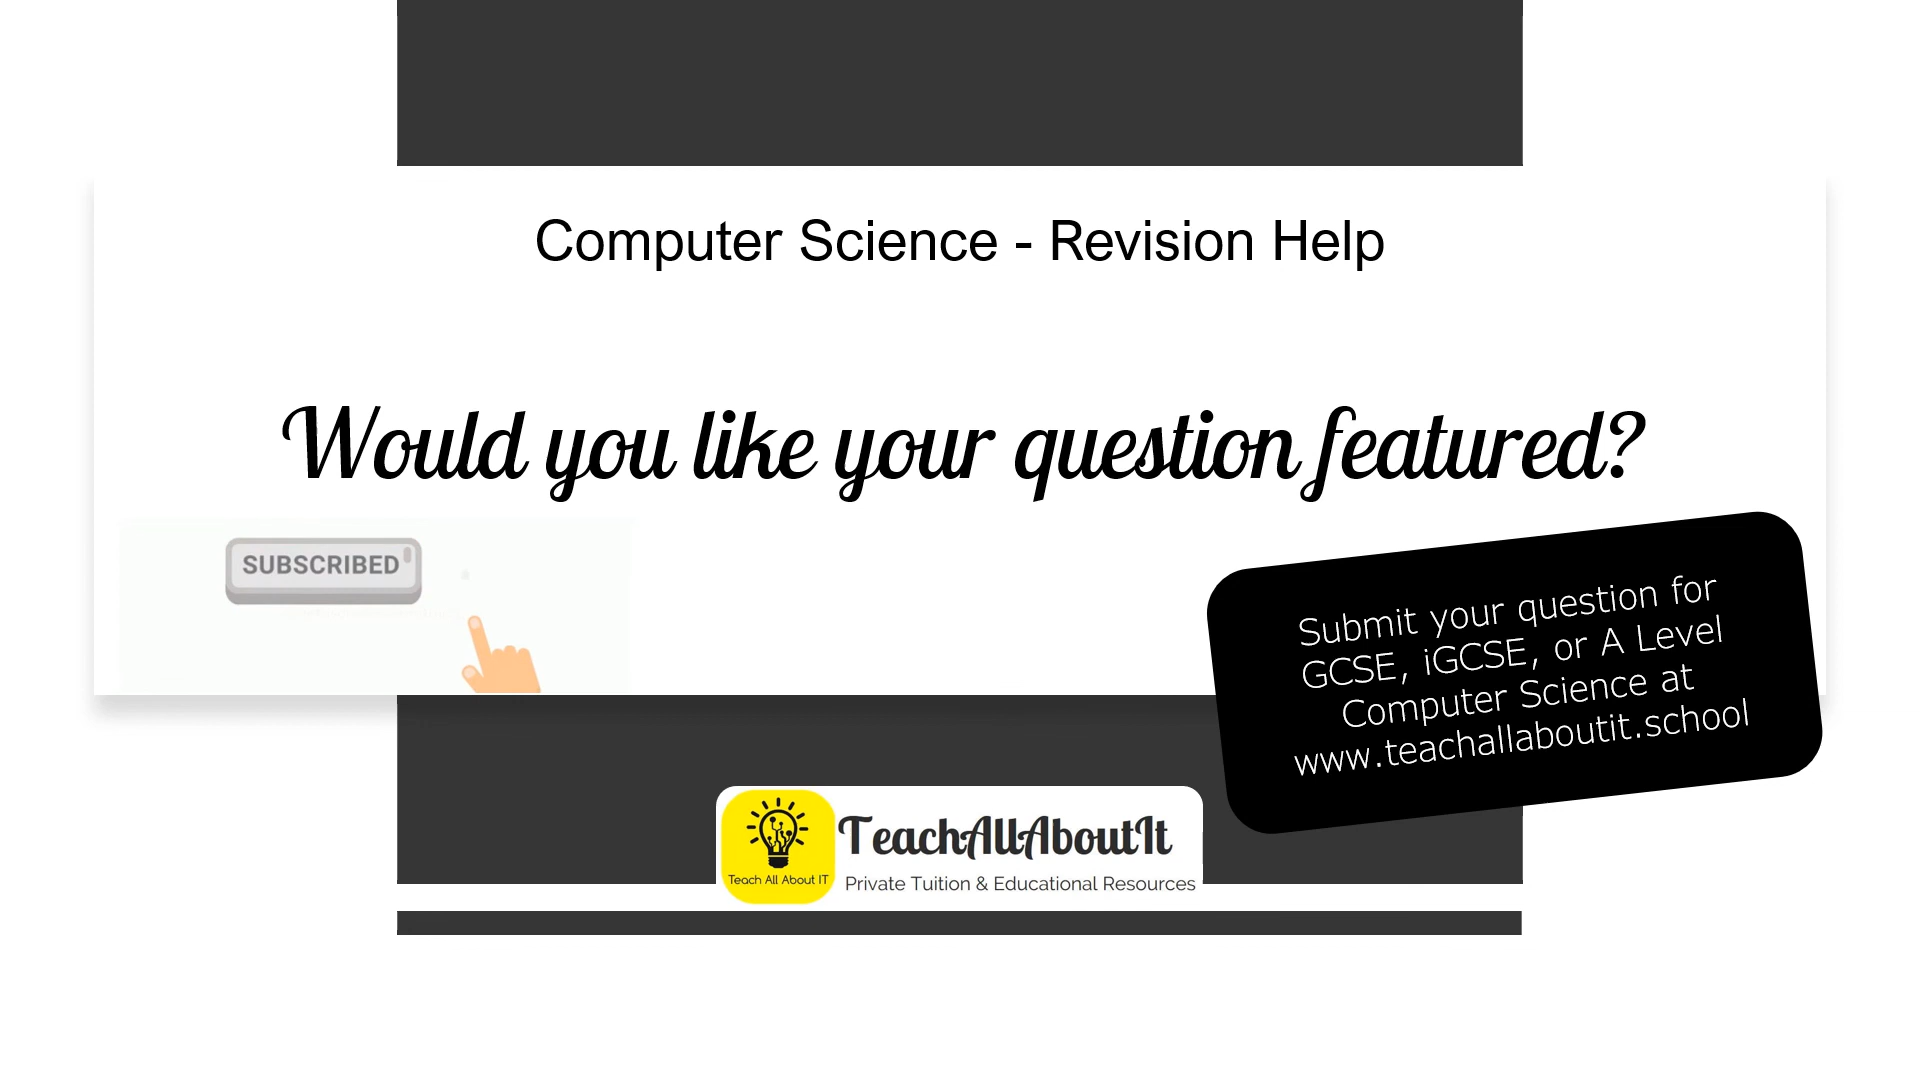 Computer Science - Revision Help
Would you like your question featured?
SUBSCRIBED
Submit your question for
GCSE, iGCSE, or A Level
Computer Science at
www.teachallaboutit.school
TeachAllAboutIt
Teach All About IT
Private Tuition & Educational Resources